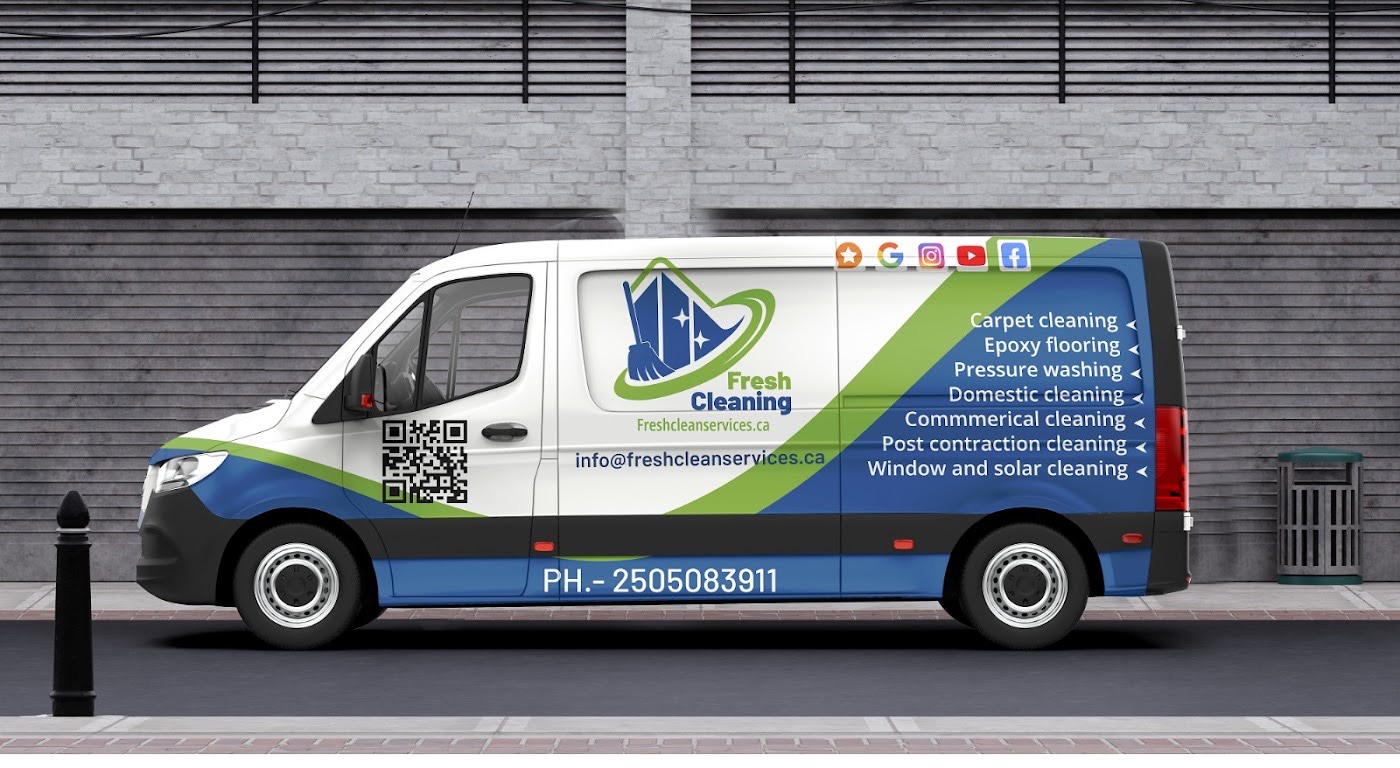 Fresh
Cleaning
Freshcleanservices.ca
info@freshcleanservices.ca
Carpet cleaning
Epoxy flooring
Pressure washing
Domestic cleaning
Commmerical cleaning
Post contraction cleaning
Window and solar cleaning
PH.- 2505083911